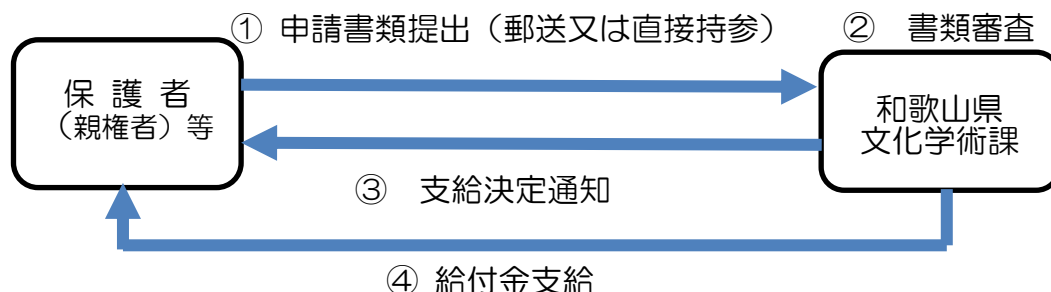 ① 申請書類提出（郵送又は直接持参）
② 書類審査
保 護 者
（親権者）等
和歌山県
文化学術課
③ 支給決定通知
④ 給付金支給